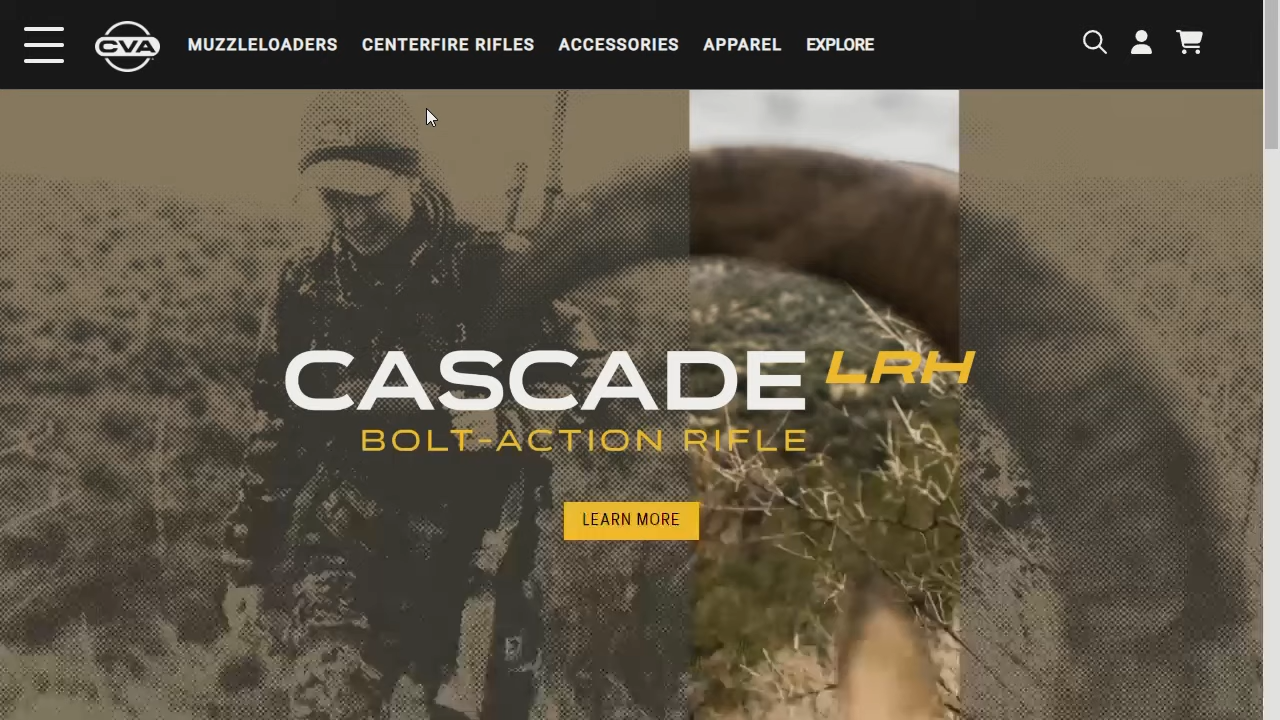 CVA MUZZLELOADERS CENTERFIRE RIFLES ACCESSORIES APPAREL EXPLORE
CASCADE LRH
BOLT-ACTION RIFLE
LEARN MORE